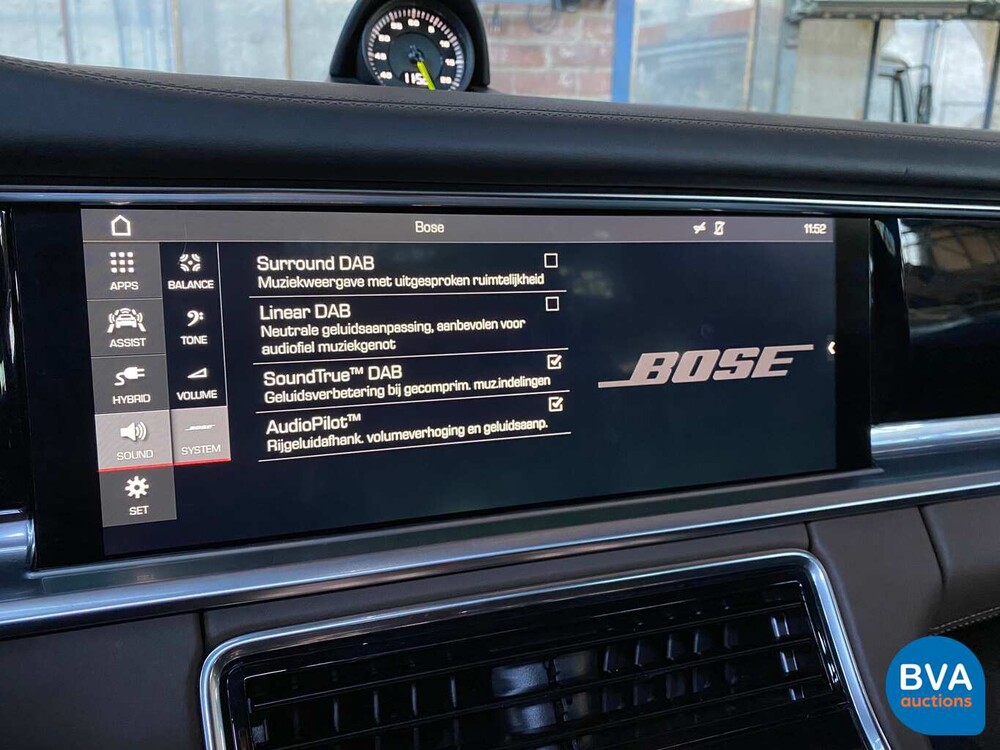 1152
Bose
11:52
APPS
BALANCE
ASSIST
TONE
HYBRID
VOLUME
SOUND
SYSTEM
SET
Surround DAB
Muziekweergave met uitgesproken ruimtelijkheid
Linear DAB
Neutrale geluidsaanpassing, aanbevolen voor
audiofiel muziekgenot
SoundTrue™ DAB
Geluidsverbetering bij gecomprim. muz.indelingen
AudioPilot™
Rijgeluidafhank. volumeverhoging en geluidsaanp.
BOSE
BVA
auctions